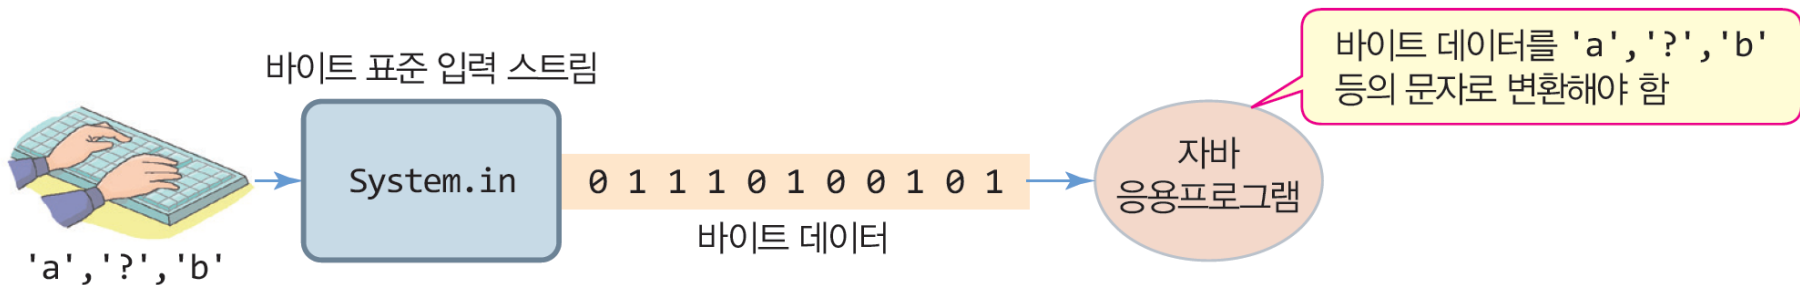 바이트 데이터를 'a','?','b'
등의 문자로 변환해야 함
바이트 표준 입력 스트림
System.in
0 1 1 1 0 1 0 0 1 0 1
바이트 데이터
자바
응용프로그램
'a','?','b'